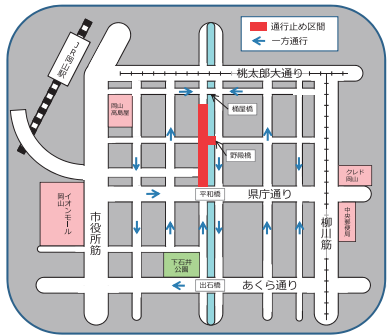 通行止め区間
一方通行
JR岡山駅
桃太郎大通り
岡山
高島屋
桶屋橋
野殿橋
クレド
岡山
平和橋
県庁通り
岡山
イオンモール
市役所筋
柳川筋
中央郵便局
下石井
公園
出石橋
あくら通り